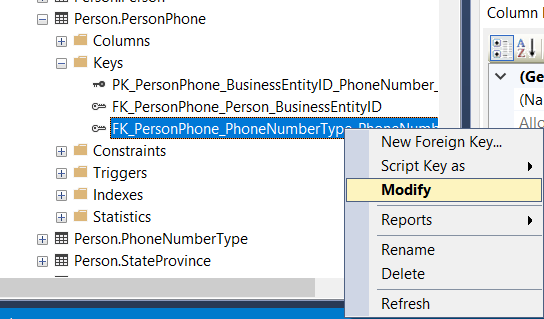 Person.PersonPhone
Columns
Keys
PK_PersonPhone_BusinessEntityID_PhoneNumber_
FK_PersonPhone_Person_BusinessEntityID
FK_PersonPhone_PhoneNumberType_PhoneNumb
Constraints
Triggers
Indexes
Statistics
Person.PhoneNumberType
Person.StateProvince
New Foreign Key...
Script Key as
Modify
Reports
Rename
Delete
Refresh
Column
(Ge
(Na
Allo